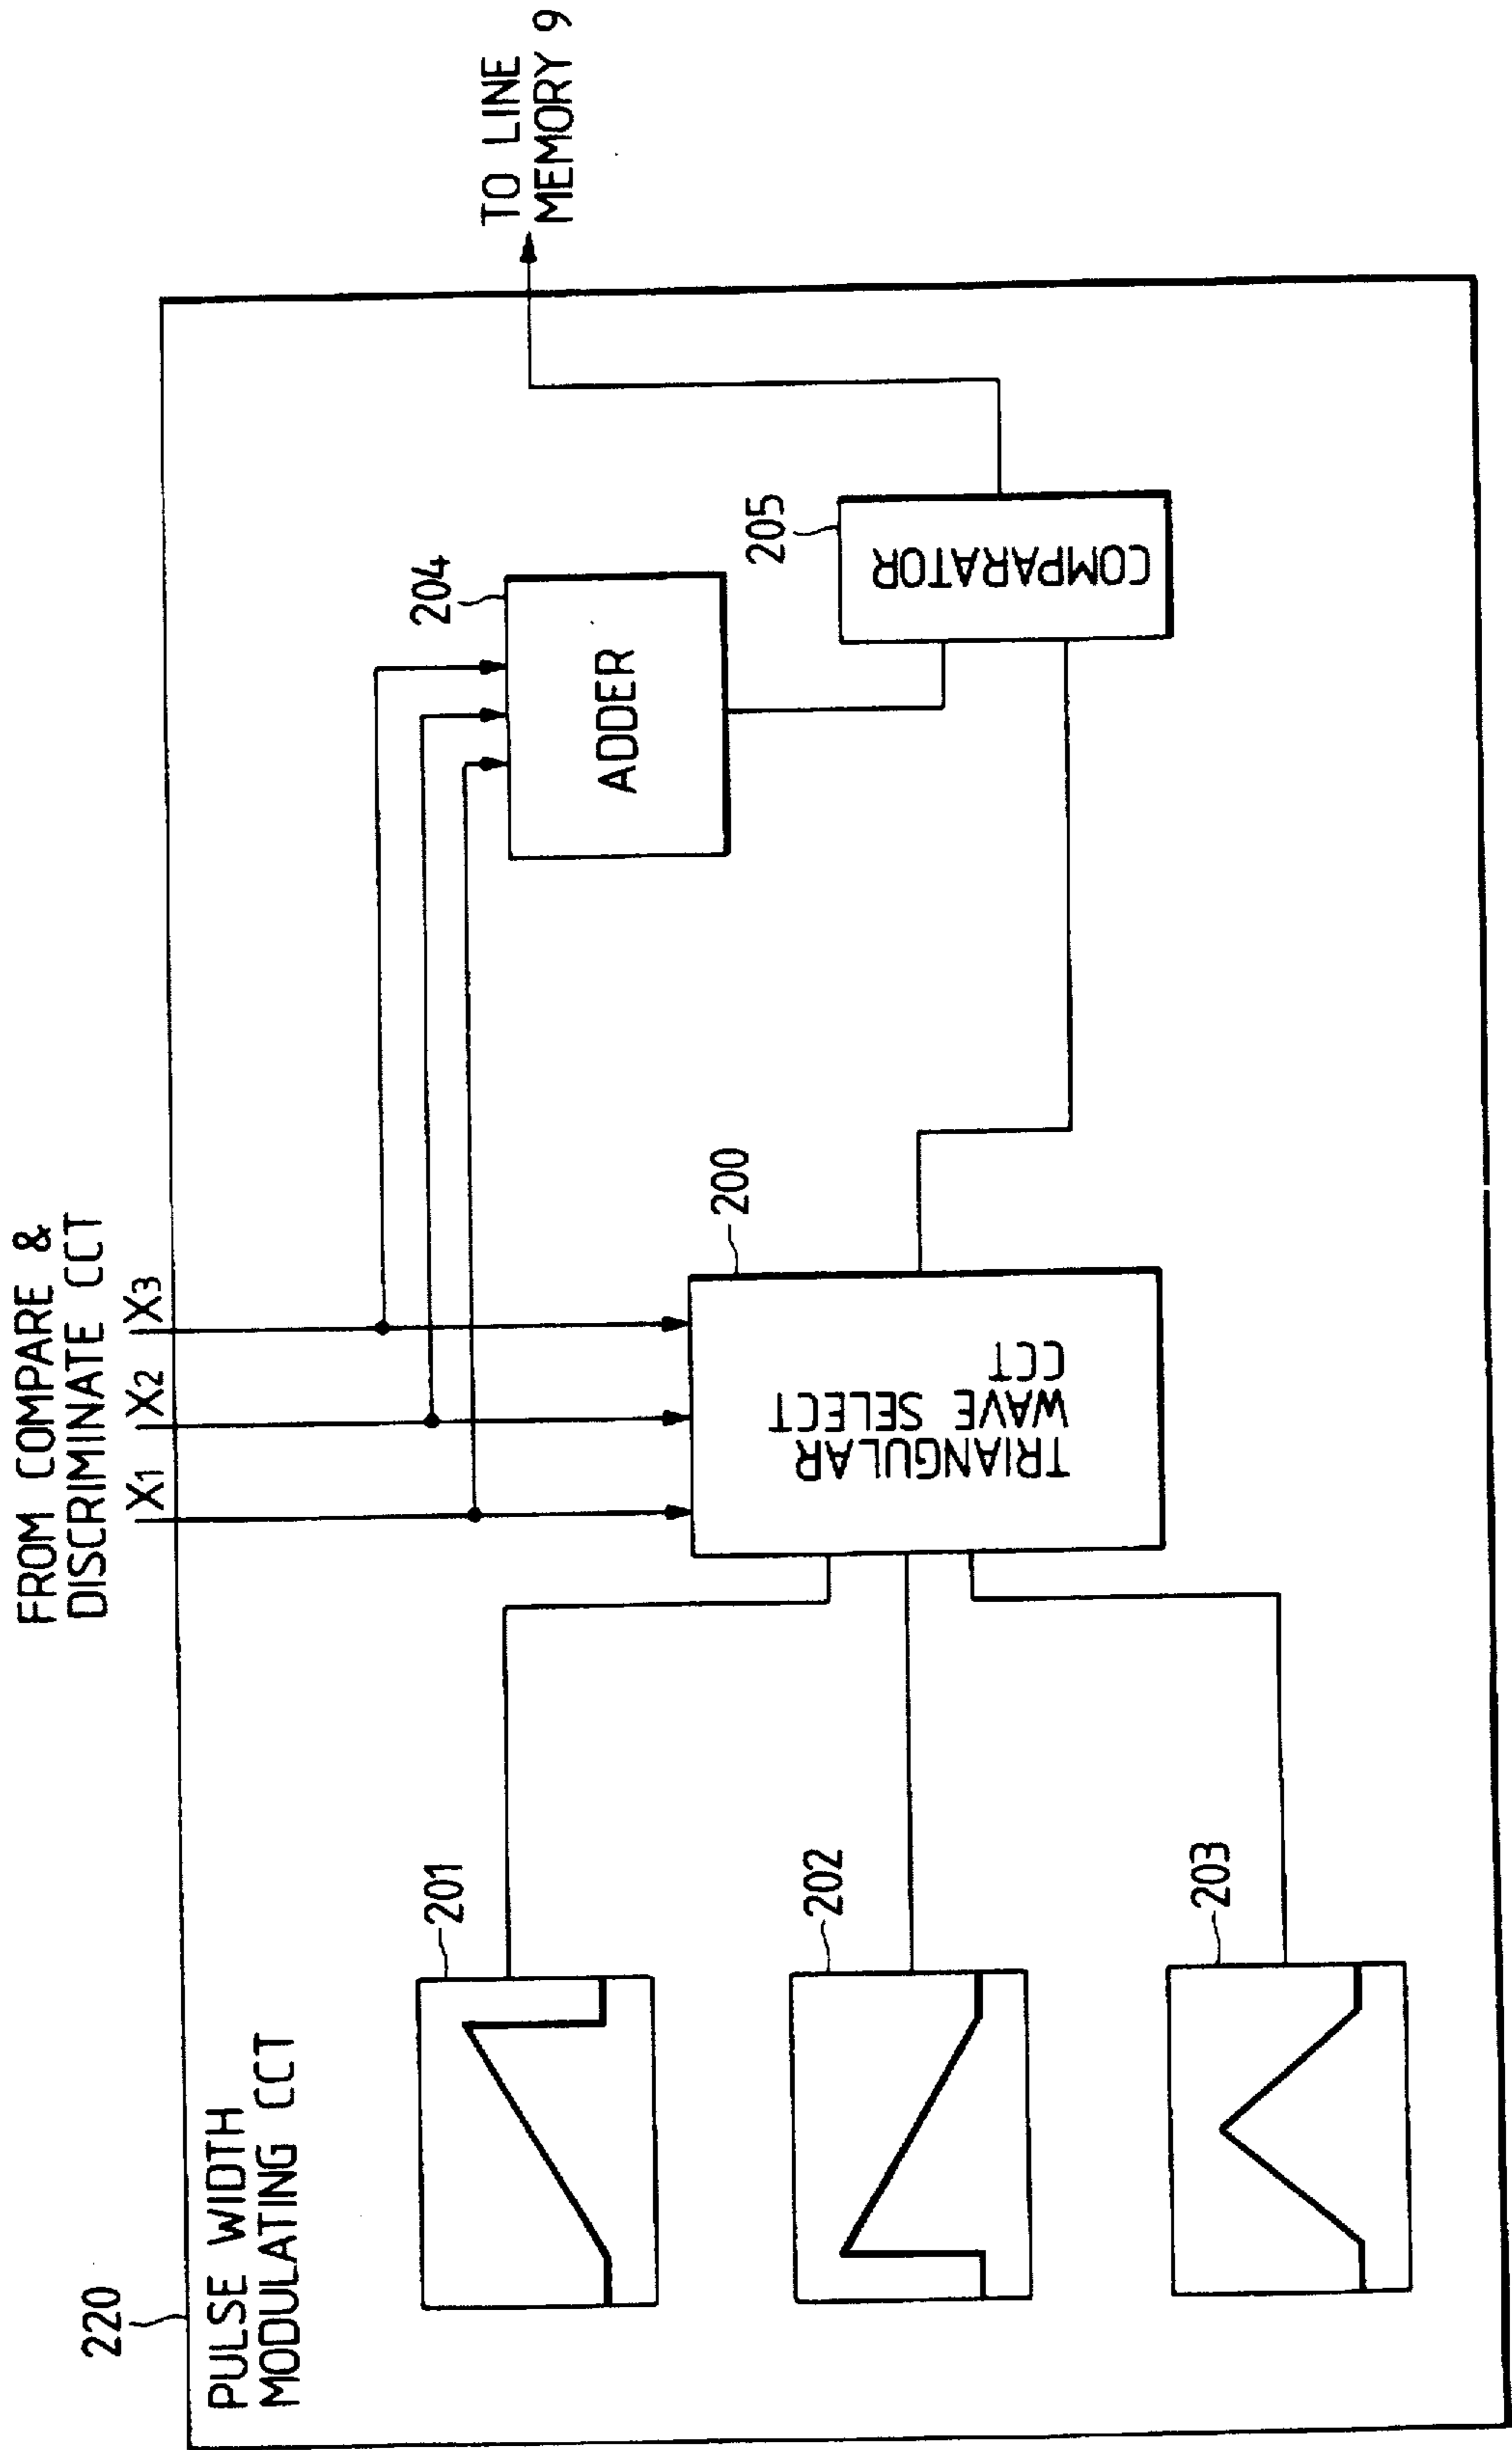 FROM COMPARE &
DISCRIMINATE CCT
X1 X2 X3
220
PULSE WIDTH
MODULATING CCT
TO LINE
MEMORY 9
201
202
203
200
TRIANGULAR
WAVE SELECT
CCT
204
ADDER
205
COMPARATOR